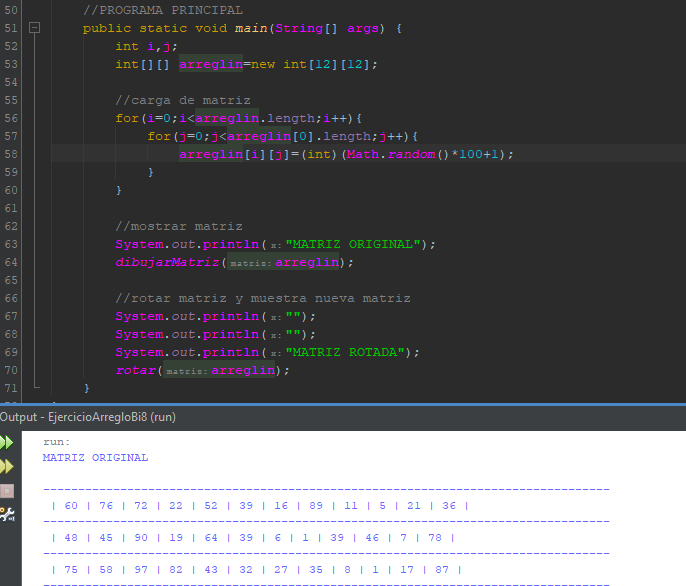 50 //PROGRAMA PRINCIPAL
51 public static void main(String[] args) {
52 int i,j;
53 int[][] arreglin=new int[12][12];
54
55 //carga de matriz
56 for(i=0;i<arreglin.length;i++){
57 for(j=0;j<arreglin[0].length;j++){
58 arreglin[i][j]=(int)(Math.random()*100+1);
59 }
60 }
61
62 //mostrar matriz
63 System.out.println(x:"MATRIZ ORIGINAL");
64 dibujarMatriz(matriz:arreglin);
65
66 //rotar matriz y muestra nueva matriz
67 System.out.println(x:"");
68 System.out.println(x:"");
69 System.out.println(x:"MATRIZ ROTADA");
70 rotar(matriz:arreglin);
71 }
Output - EjercicioArregloBi8 (run)
run:
MATRIZ ORIGINAL
---------------------------------------------------------------------------------
| 60 | 76 | 72 | 22 | 52 | 39 | 16 | 89 | 11 | 5 | 21 | 36 |
---------------------------------------------------------------------------------
| 48 | 45 | 90 | 19 | 64 | 39 | 6 | 1 | 39 | 46 | 7 | 78 |
---------------------------------------------------------------------------------
| 75 | 58 | 97 | 82 | 43 | 32 | 27 | 35 | 8 | 1 | 17 | 87 |
---------------------------------------------------------------------------------